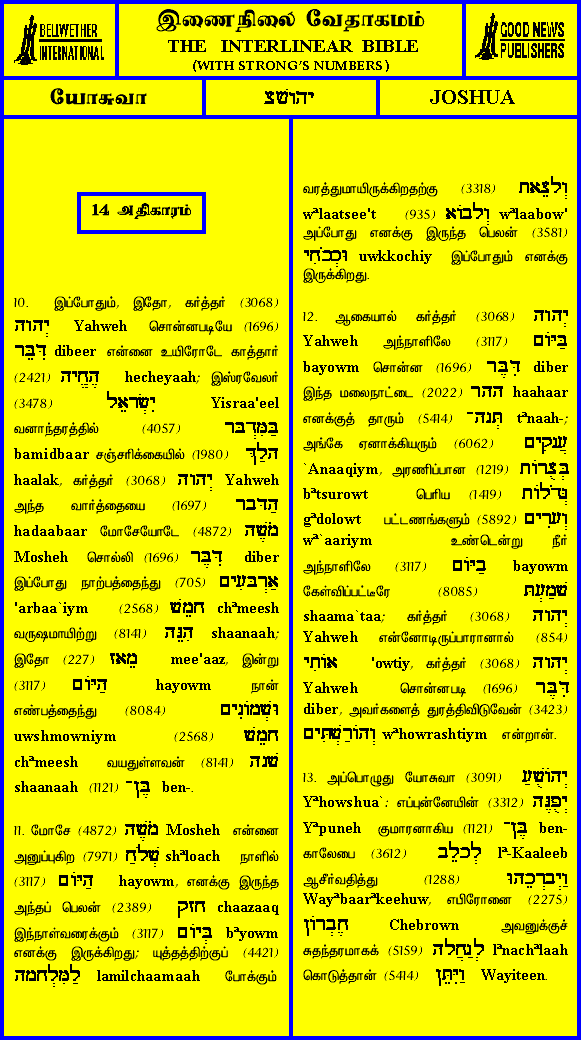 BELLWETHER
INTERNATIONAL
இணைநிலை வேதாகமம்
THE INTERLINEAR BIBLE
(WITH STRONG'S NUMBERS)
GOOD NEWS
PUBLISHERS
யோசுவா
JOSHUA
14 அதிகாரம்
10. இப்போதும், இதோ, கர்த்தர் (3068)
יְהוה Yahweh சொன்னபடியே (1696)
דִּבֶּר dibeer என்னை உயிரோடே காத்தார்
(2421) הֶחֱיָה hecheyaah; இஸ்ரவேலர்
(3478) יִשְׂרָאֵל Yisraa'eel
வனாந்தரத்தில் (4057) בַּמִּדְבָּר
bamidbaar சஞ்சரிக்கையில் (1980) הָלַךְ
haalak, கர்த்தர் (3068) יְהוה Yahweh
அந்த வார்த்தையை (1697) הַדָּבָר
hadaabaar மோசேயோடே (4872) מֹשֶׁה
Mosheh சொல்லி (1696) דִּבֶּר diber
இப்போது நாற்பத்தைந்து (705) אַרְבָּעִים
'arbaa`iym (2568) חָמֵשׁ chªmeesh
வருஷமாயிற்று (8141) הִנֵּה shaanaah;
இதோ (227) מֵאָז mee'aaz, இன்று
(3117) הַיּוֹם hayowm நான்
எண்பத்தைந்து (8084) וּשְׁמוֹנִים
uwshmowniym (2568) חָמֵשׁ
chªmeesh வயதுள்ளவன் (8141) שָׁנָה
shaanaah (1121) בֶּן־ ben-.
11. மோசே (4872) מֹשֶׁה Mosheh என்னை
அனுப்புகிற (7971) שְׁלֹחַ shªloach நாளில்
(3117) הַיּוֹם hayowm, எனக்கு இருந்த
அந்தப் பெலன் (2389) חָזָק chaazaaq
இந்நாள்வரைக்கும் (3117) בְּיוֹם bªyowm
எனக்கு இருக்கிறது; யுத்தத்திற்குப் (4421)
לַמִּלְחָמָה lamilchaamaah போக்கும்
வரத்துமாயிருக்கிறதற்கு (3318) וְלָצֵאת
wªlaatsee't (935) וְלָבוֹא wªlaabow'
அப்போது எனக்கு இருந்த பெலன் (3581)
וּכְכֹחִי uwkkochiy இப்போதும் எனக்கு
இருக்கிறது.
12. ஆகையால் கர்த்தர் (3068) יְהוה
Yahweh அந்நாளிலே (3117) בַּיּוֹם
bayowm சொன்ன (1696) דִּבֶּר diber
இந்த மலைநாட்டை (2022) הָהָר haahaar
எனக்குத் தாரும் (5414) תְּנָה־ tªnaah-;
அங்கே ஏனாக்கியரும் (6062) עֲנָקִים
`Anaaqiym, அரணிப்பான (1219) בְּצֻרוֹת
bªtsurowt பெரிய (1419) גְּדֹלוֹת
gªdolowt பட்டணங்களும் (5892) וְעָרִים
wª`aariym உண்டென்று நீர்
அந்நாளிலே (3117) בַיּוֹם bayowm
கேள்விப்பட்டீரே (8085) שָׁמַעְתָּ
shaama`taa; கர்த்தர் (3068) יְהוה
Yahweh என்னோடிருப்பாரானால் (854)
אוֹתִי 'owtiy, கர்த்தர் (3068) יְהוה
Yahweh சொன்னபடி (1696) דִּבֶּר
diber, அவர்களைத் துரத்திவிடுவேன் (3423)
וְהוֹרַשְׁתִּים wªhowrashtiym என்றான்.
13. அப்பொழுது யோசுவா (3091) יְהוֹשֻׁעַ
Yªhowshua`; எப்புன்னேயின் (3312) יְפֻנֶּה
Yªpuneh குமாரனாகிய (1121) בֶּן־ ben-
காலேபை (3612) לְכָלֵב lª-Kaaleeb
ஆசீர்வதித்து (1288) וַיְבָרְכֵהוּ
Wayªbaarªkeehuw, எபிரோனை (2275)
חֶבְרוֹן Chebrown அவனுக்குச்
சுதந்தரமாகக் (5159) לְנַחֲלָה lªnachªlaah
கொடுத்தான் (5414) וַיִּתֵּן Wayiteen.